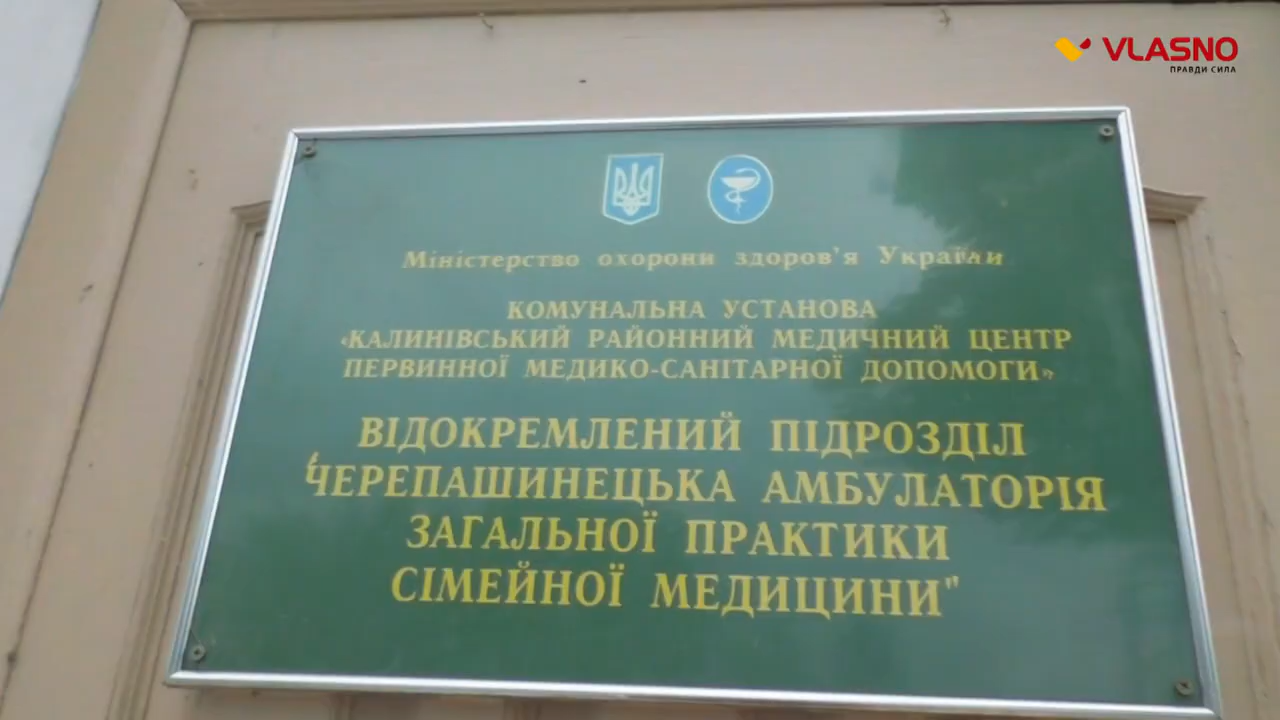 VLASNO
ПРАВДИ СИЛА
Міністерство охорони здоров'я України
КОМУНАЛЬНА УСТАНОВА
«КАЛИНІВСЬКИЙ РАЙОННИЙ МЕДИЧНИЙ ЦЕНТР
ПЕРВИННОЇ МЕДИКО-САНІТАРНОЇ ДОПОМОГИ»
ВІДОКРЕМЛЕНИЙ ПІДРОЗДІЛ
"ЧЕРЕПАШИНЕЦЬКА АМБУЛАТОРІЯ
ЗАГАЛЬНОЇ ПРАКТИКИ
СІМЕЙНОЇ МЕДИЦИНИ"